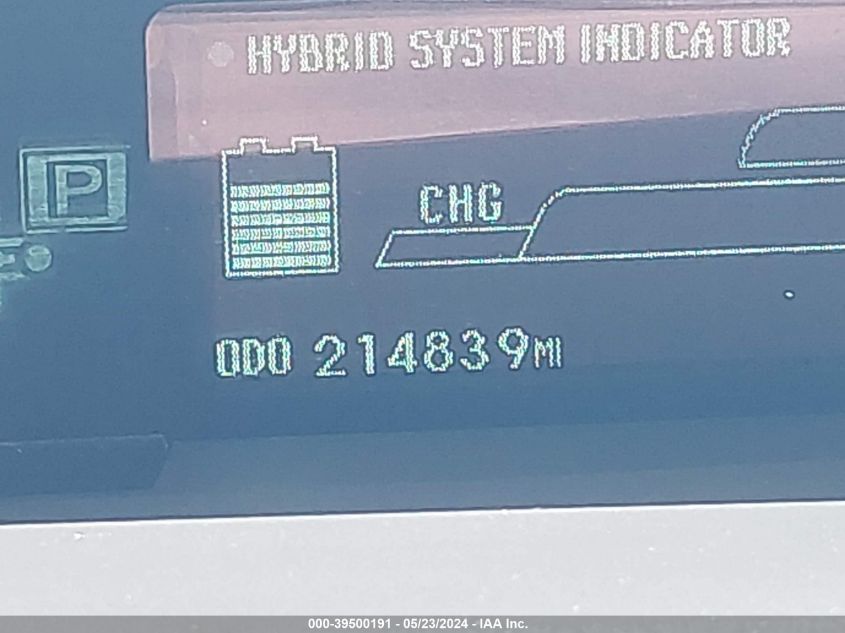 HYBRID SYSTEM INDICATOR
P
CHG
ODO 214839MI
000-39500191 - 05/23/2024 - IAA Inc.